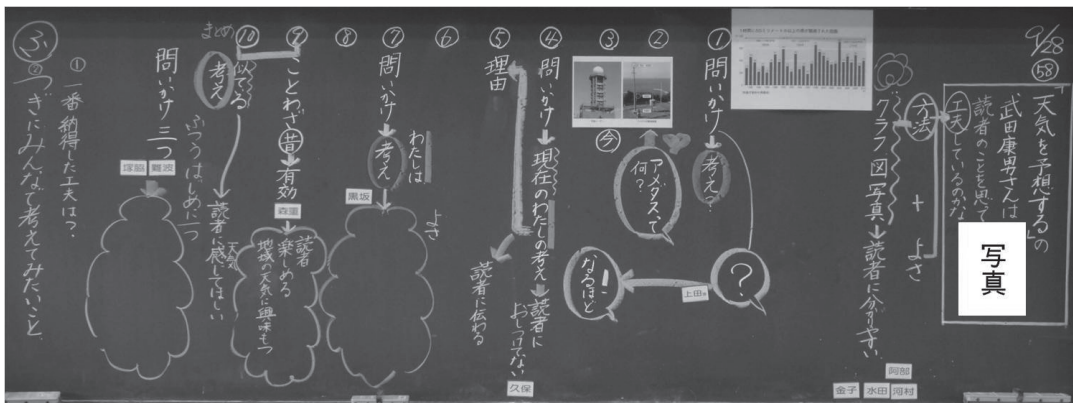 9/28
58
「天気を予想する」の
武田康男さんは
読者のことを思て
工夫しているのかな
写真
方法 + よさ
グラフ 図 写真 → 読者に分かりやすい
阿部
金子 水田 河村
①
問いかけ → 考え?
?
上田
なるほど!
②
アメダスって何?
③
今
④
問いかけ → 現在のわたしの考え → 読者に
おしつけてない
久保
⑤
理由
読者に伝わる
⑥
わたしは
よさ
⑦
問いかけ → 考え
黒坂
⑧
⑨
ことわざ 昔 → 有効
森重
読者
楽しめる
天気
地域の天気に興味もつ
⑩
まとめ
似てる
考え → 読者に感じてほしい
ふつうははじめに一つ
問いかけ 三つ
塚脇 難波
ふ
① 一番納得した工夫は?
② つぎにみんなで考えてみたいこと